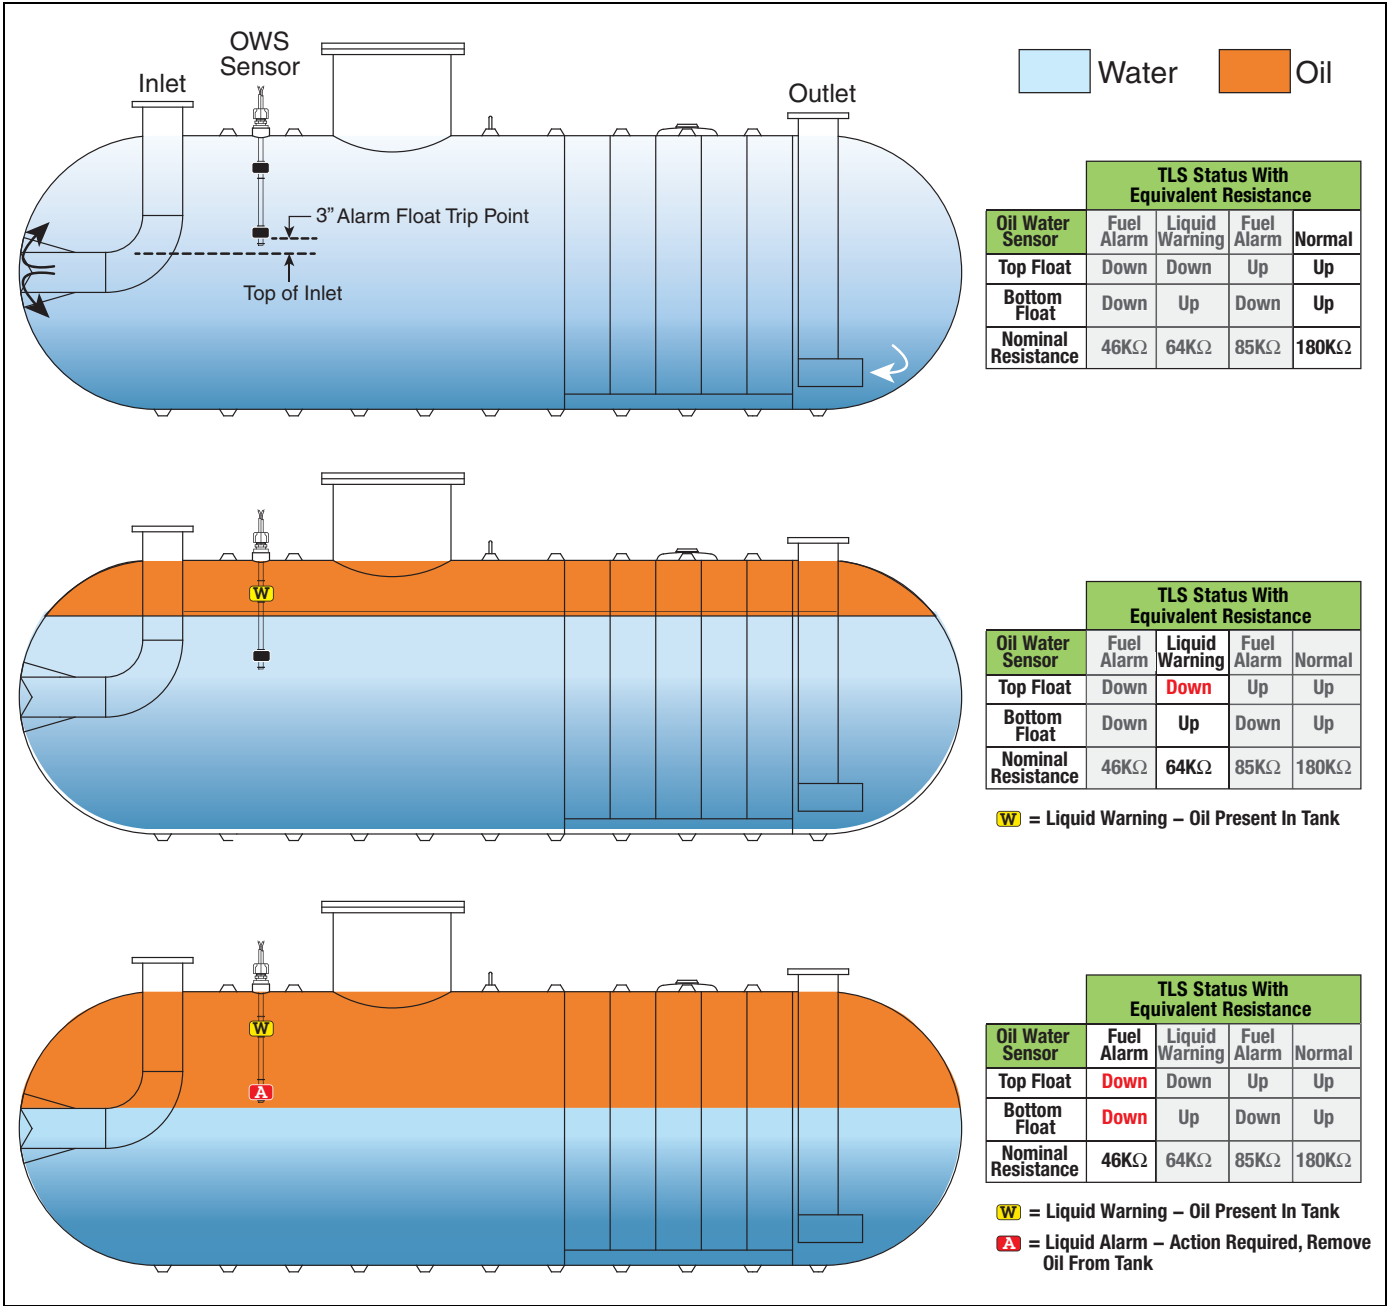 OWS
Sensor
Inlet
Outlet
Water
Oil
3” Alarm Float Trip Point
Top of Inlet
TLS Status With
Equivalent Resistance
Oil Water Sensor Fuel Alarm Liquid Warning Fuel Alarm Normal
Top Float Down Down Up Up
Bottom Float Down Up Down Up
Nominal Resistance 46KΩ 64KΩ 85KΩ 180KΩ
W
TLS Status With
Equivalent Resistance
Oil Water Sensor Fuel Alarm Liquid Warning Fuel Alarm Normal
Top Float Down Down Up Up
Bottom Float Down Up Down Up
Nominal Resistance 46KΩ 64KΩ 85KΩ 180KΩ
W = Liquid Warning – Oil Present In Tank
W
A
TLS Status With
Equivalent Resistance
Oil Water Sensor Fuel Alarm Liquid Warning Fuel Alarm Normal
Top Float Down Down Up Up
Bottom Float Down Up Down Up
Nominal Resistance 46KΩ 64KΩ 85KΩ 180KΩ
W = Liquid Warning – Oil Present In Tank
A = Liquid Alarm – Action Required, Remove
Oil From Tank